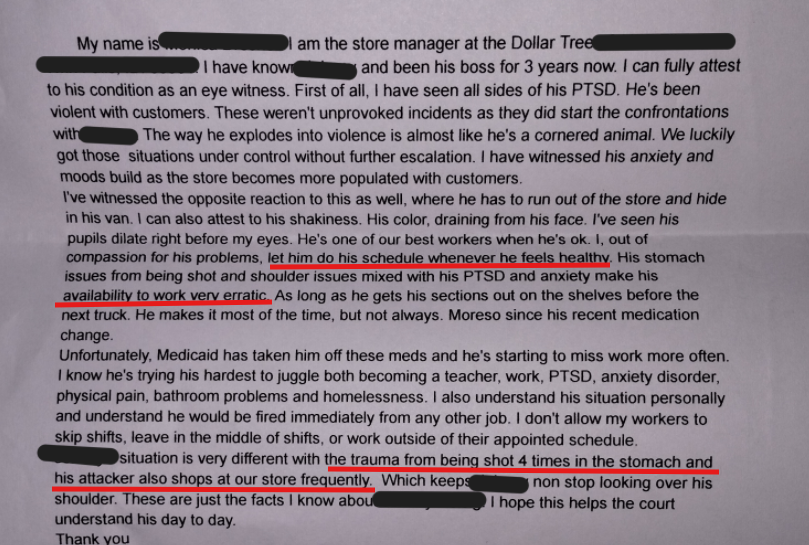 My name is I am the store manager at the Dollar Tree
I have known and been his boss for 3 years now. I can fully attest
to his condition as an eye witness. First of all, I have seen all sides of his PTSD. He's been
violent with customers. These weren't unprovoked incidents as they did start the confrontations
with The way he explodes into violence is almost like he's a cornered animal. We luckily
got those situations under control without further escalation. I have witnessed his anxiety and
moods build as the store becomes more populated with customers.
I've witnessed the opposite reaction to this as well, where he has to run out of the store and hide
in his van. I can also attest to his shakiness. His color, draining from his face. I've seen his
pupils dilate right before my eyes. He's one of our best workers when he's ok. I, out of
compassion for his problems, let him do his schedule whenever he feels healthy. His stomach
issues from being shot and shoulder issues mixed with his PTSD and anxiety make his
availability to work very erratic. As long as he gets his sections out on the shelves before the
next truck. He makes it most of the time, but not always. Moreso since his recent medication
change.
Unfortunately, Medicaid has taken him off these meds and he's starting to miss work more often.
I know he's trying his hardest to juggle both becoming a teacher, work, PTSD, anxiety disorder,
physical pain, bathroom problems and homelessness. I also understand his situation personally
and understand he would be fired immediately from any other job. I don't allow my workers to
skip shifts, leave in the middle of shifts, or work outside of their appointed schedule.
situation is very different with the trauma from being shot 4 times in the stomach and
his attacker also shops at our store frequently. Which keeps non stop looking over his
shoulder. These are just the facts I know about I hope this helps the court
understand his day to day.
Thank you